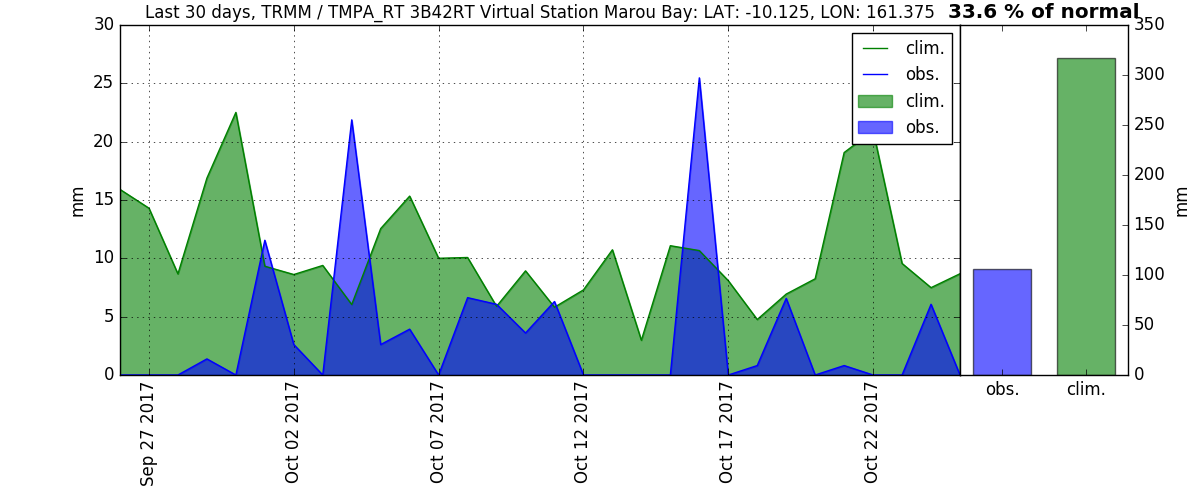 Last 30 days, TRMM / TMPA_RT 3B42RT Virtual Station Marou Bay: LAT: -10.125, LON: 161.375 33.6 % of normal
30
25
20
15
10
5
0
mm
clim.
obs.
clim.
obs.
350
300
250
200
150
100
50
0
mm
obs. clim.
Sep 27 2017
Oct 02 2017
Oct 07 2017
Oct 12 2017
Oct 17 2017
Oct 22 2017